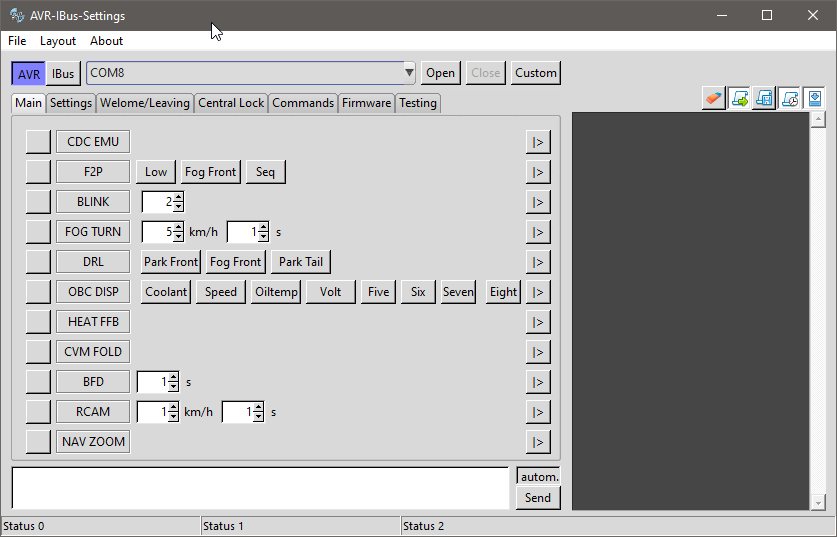 AVR-IBus-Settings
File Layout About
AVR IBus COM8 Open Close Custom
Main Settings Welome/Leaving Central Lock Commands Firmware Testing
CDC EMU |>
F2P Low Fog Front Seq |>
BLINK 2 |>
FOG TURN 5 km/h 1 s |>
DRL Park Front Fog Front Park Tail |>
OBC DISP Coolant Speed Oiltemp Volt Five Six Seven Eight |>
HEAT FFB |>
CVM FOLD |>
BFD 1 s |>
RCAM 1 km/h 1 s |>
NAV ZOOM |>
autom.
Send
Status 0 Status 1 Status 2